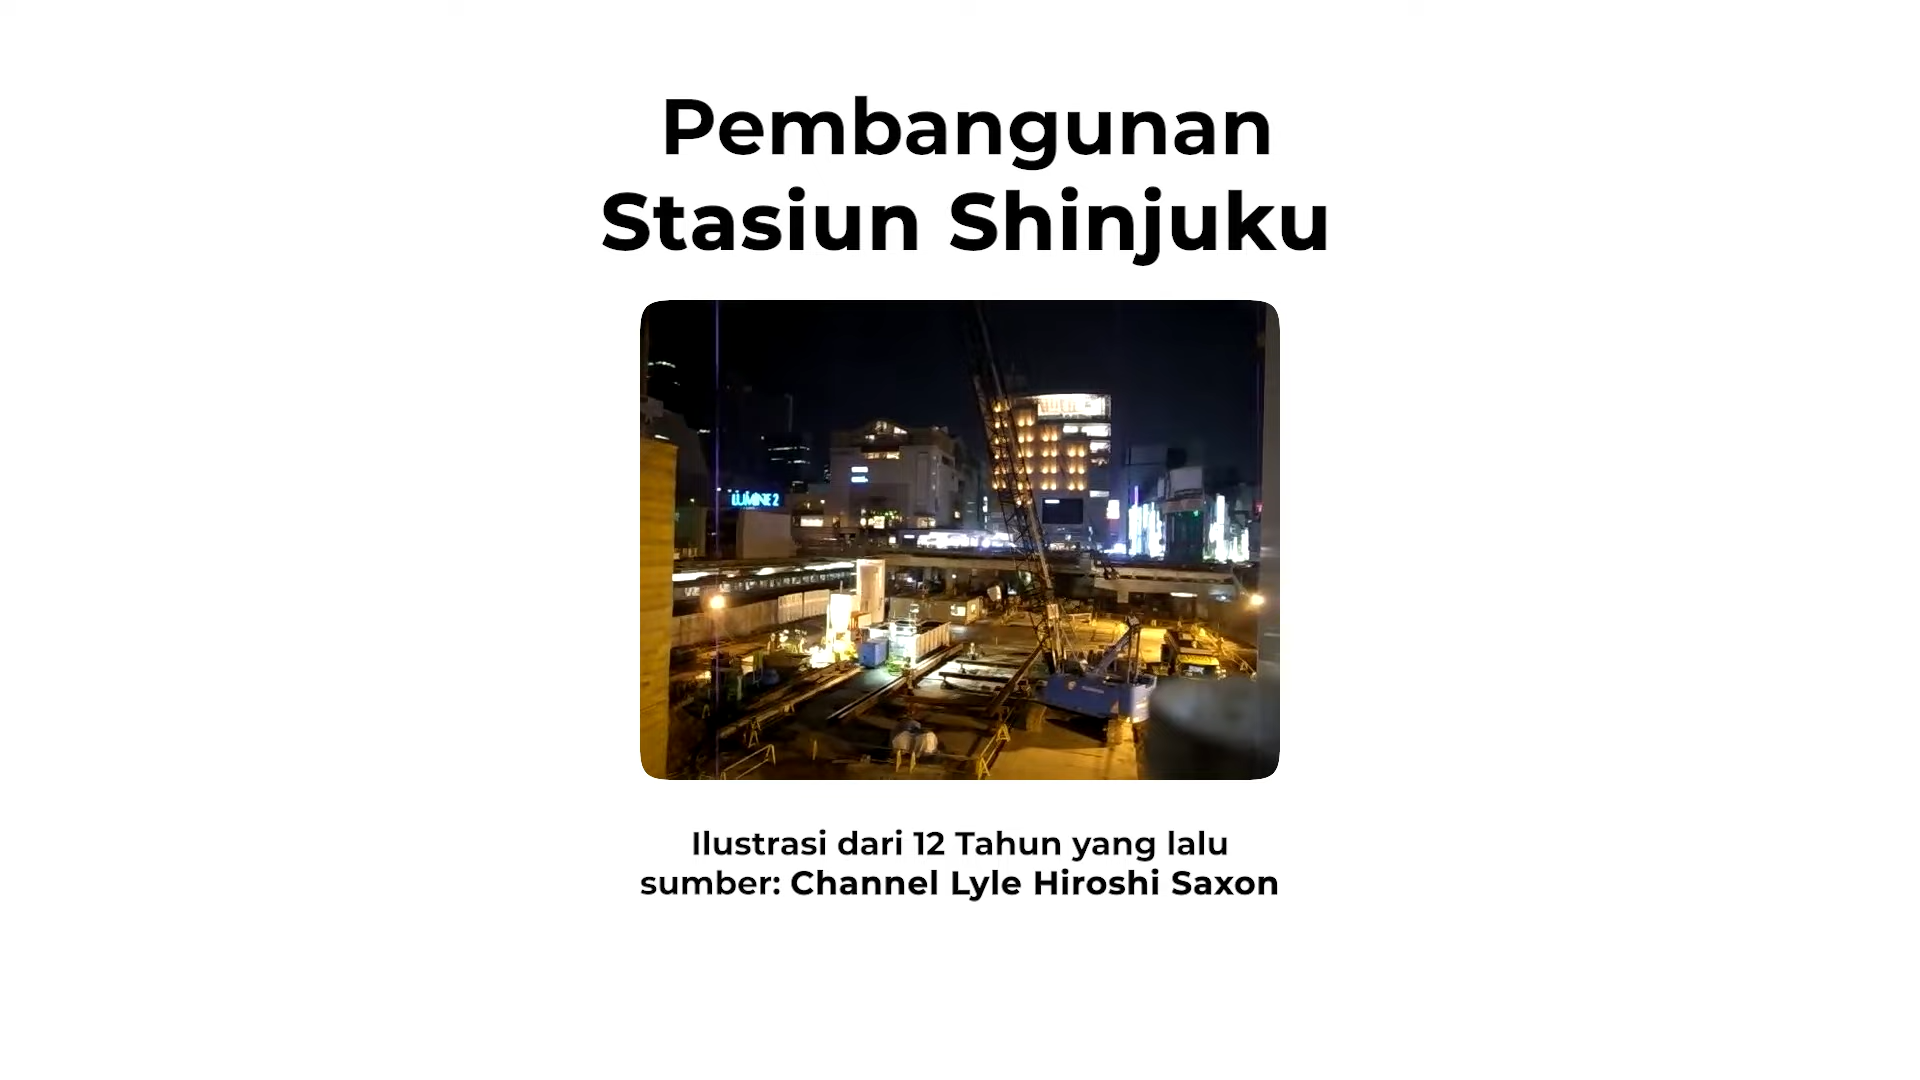 Pembangunan
Stasiun Shinjuku
LUMINE 2
Ilustrasi dari 12 Tahun yang lalu
sumber: Channel Lyle Hiroshi Saxon